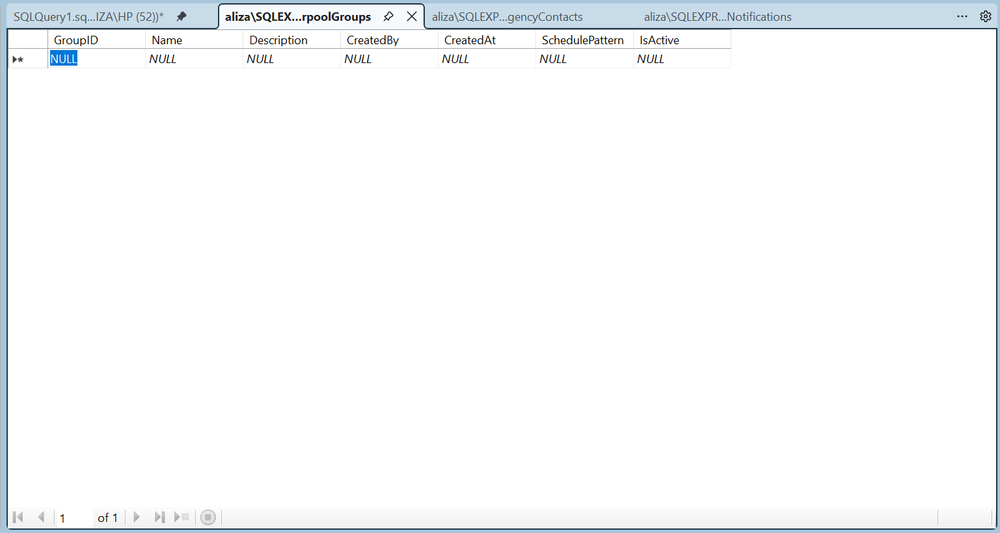 SQLQuery1.sq...IZA\HP (52))* aliza\SQLEX...rpoolGroups aliza\SQLEXP...gencyContacts aliza\SQLEXPR...Notifications
GroupID Name Description CreatedBy CreatedAt SchedulePattern IsActive
NULL NULL NULL NULL NULL NULL NULL
1 of 1